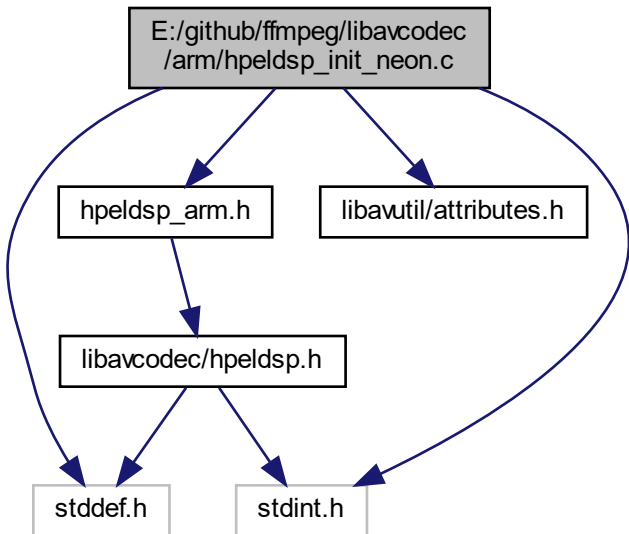 E:/github/ffmpeg/libavcodec
/arm/hpeldsp_init_neon.c
hpeldsp_arm.h
libavutil/attributes.h
libavcodec/hpeldsp.h
stddef.h
stdint.h